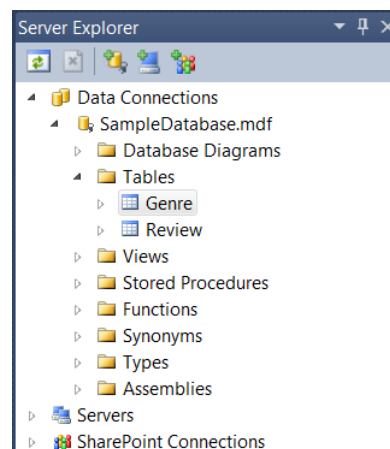 Server Explorer
Data Connections
SampleDatabase.mdf
Database Diagrams
Tables
Genre
Review
Views
Stored Procedures
Functions
Synonyms
Types
Assemblies
Servers
SharePoint Connections